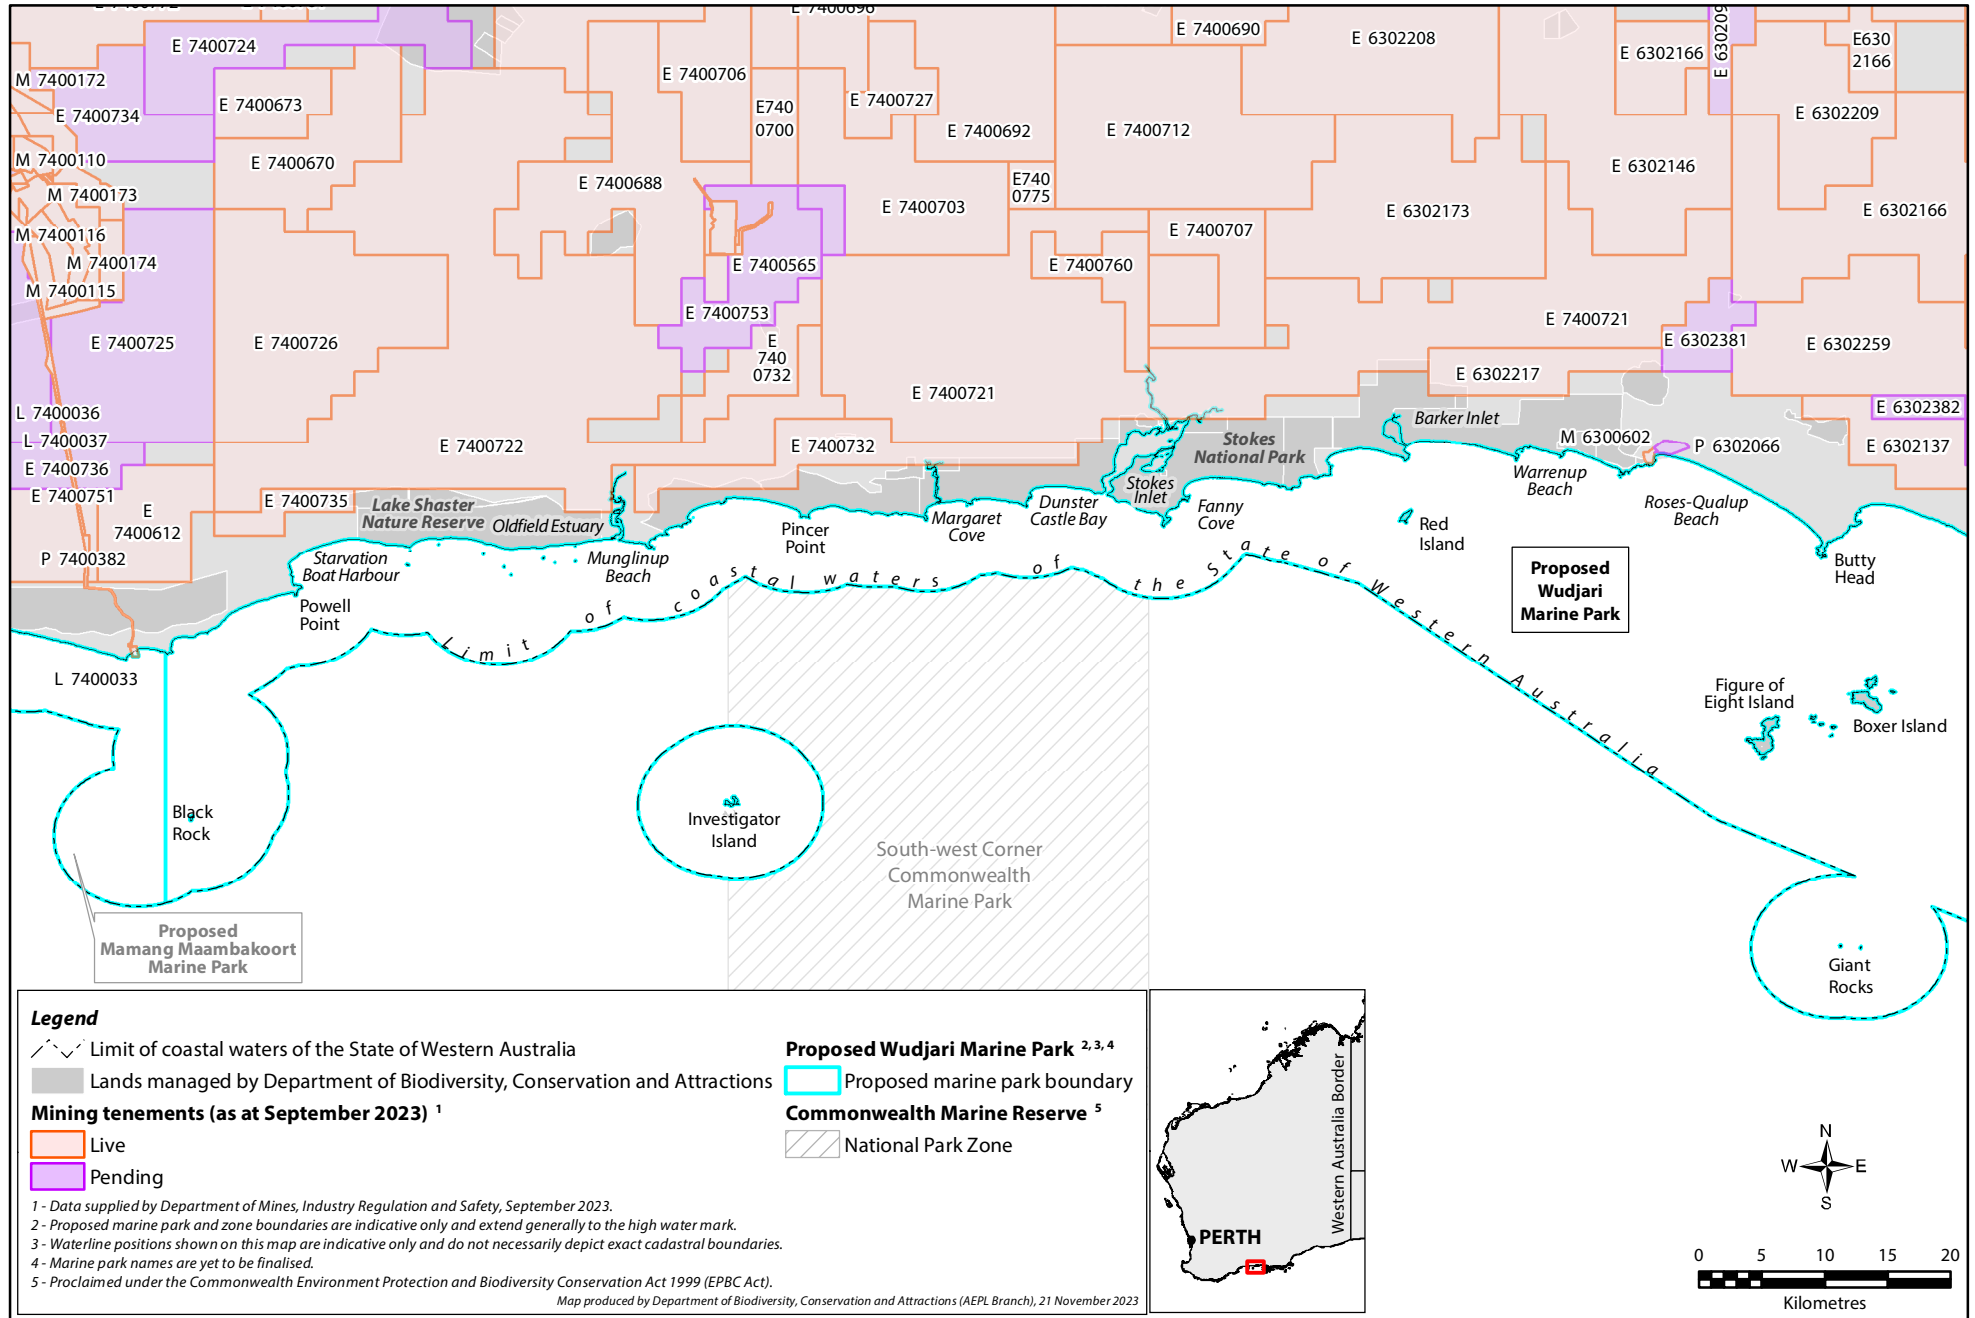 E 7400696
E 7400724
E 7400690
E 6302208
E 6302209
E 6302166
E630
2166
M 7400172
E 7400706
E 7400673
E740
0700
E 7400727
E 7400734
E 7400692
E 7400712
E 6302209
M 7400110
E 7400670
E 7400688
E740
0775
E 6302146
M 7400173
E 7400703
E 6302173
E 6302166
M 7400116
E 7400707
M 7400174
E 7400565
E 7400760
M 7400115
E 7400753
E 7400721
E 7400725
E 7400726
E
740
0732
E 6302381
E 6302259
E 6302217
E 7400721
L 7400036
E 6302382
L 7400037
E 7400722
E 7400732
Stokes
National Park
Barker Inlet
M 6300602
P 6302066
E 6302137
E 7400736
E 7400751
E 7400735
E
7400612
Lake Shaster
Nature Reserve
Oldfield Estuary
Stokes
Inlet
Warrenup
Beach
Dunster
Castle Bay
Fanny
Cove
Roses-Qualup
Beach
Margaret
Cove
Pincer
Point
Red
Island
P 7400382
Starvation
Boat Harbour
Munglinup
Beach
Butty
Head
Powell
Point
Proposed
Wudjari
Marine Park
Limit of coastal waters of the State of Western Australia
L 7400033
Figure of
Eight Island
Boxer Island
Black
Rock
Investigator
Island
South-west Corner
Commonwealth
Marine Park
Proposed
Mamang Maambakoort
Marine Park
Giant
Rocks
Legend
Limit of coastal waters of the State of Western Australia
Lands managed by Department of Biodiversity, Conservation and Attractions
Mining tenements (as at September 2023) 1
Live
Pending
Proposed Wudjari Marine Park 2, 3, 4
Proposed marine park boundary
Commonwealth Marine Reserve 5
National Park Zone
1 - Data supplied by Department of Mines, Industry Regulation and Safety, September 2023.
2 - Proposed marine park and zone boundaries are indicative only and extend generally to the high water mark.
3 - Waterline positions shown on this map are indicative only and do not necessarily depict exact cadastral boundaries.
4 - Marine park names are yet to be finalised.
5 - Proclaimed under the Commonwealth Environment Protection and Biodiversity Conservation Act 1999 (EPBC Act).
Map produced by Department of Biodiversity, Conservation and Attractions (AEPL Branch), 21 November 2023
Western Australia Border
PERTH
N
W E
S
0 5 10 15 20
Kilometres